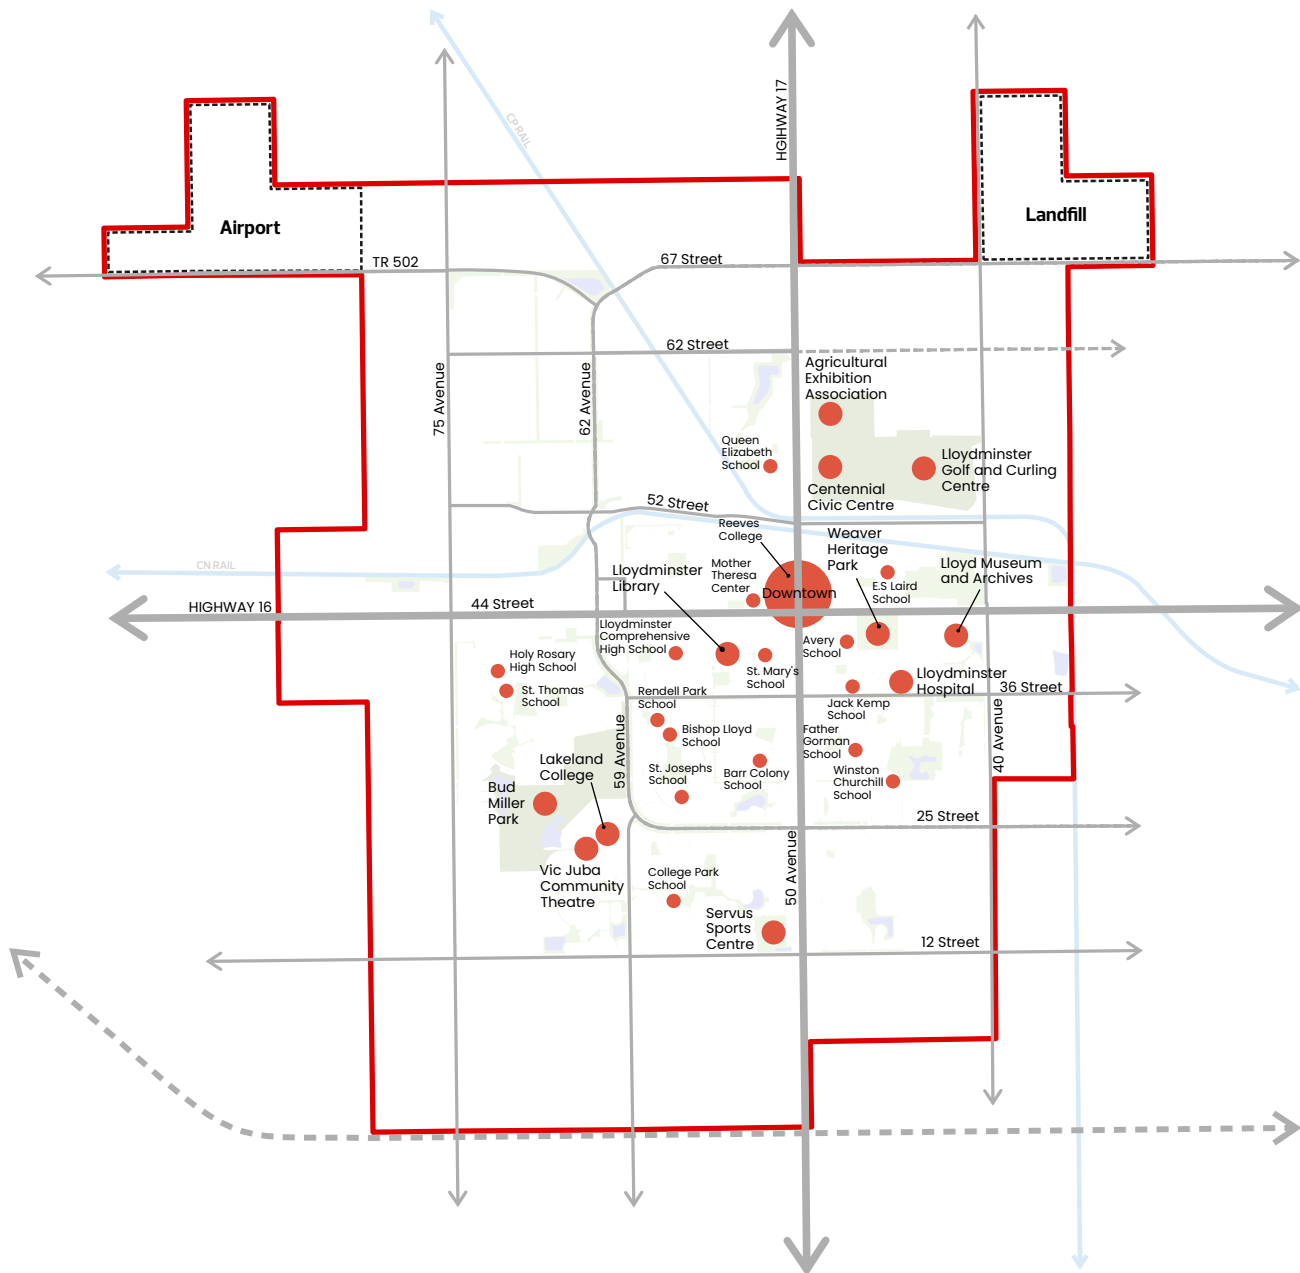 CP RAIL
HGIHWAY 17
Airport
Landfill
TR 502
67 Street
62 Street
75 Avenue
62 Avenue
Agricultural
Exhibition
Association
Queen
Elizabeth
School
Lloydminster
Golf and Curling
Centre
Centennial
Civic Centre
52 Street
Reeves
College
Weaver
Heritage
Park
Lloyd Museum
and Archives
Mother
Theresa
Center
Lloydminster
Library
CN RAIL
E.S Laird
School
Downtown
HIGHWAY 16
44 Street
Lloydminster
Comprehensive
High School
Avery
School
Holy Rosary
High School
St. Thomas
School
St. Mary's
School
Lloydminster
Hospital
36 Street
Rendell Park
School
Jack Kemp
School
Bishop Lloyd
School
Father
Gorman
School
59 Avenue
40 Avenue
Lakeland
College
St. Josephs
School
Barr Colony
School
Winston
Churchill
School
Bud
Miller
Park
25 Street
50 Avenue
Vic Juba
Community
Theatre
College Park
School
Servus
Sports
Centre
12 Street